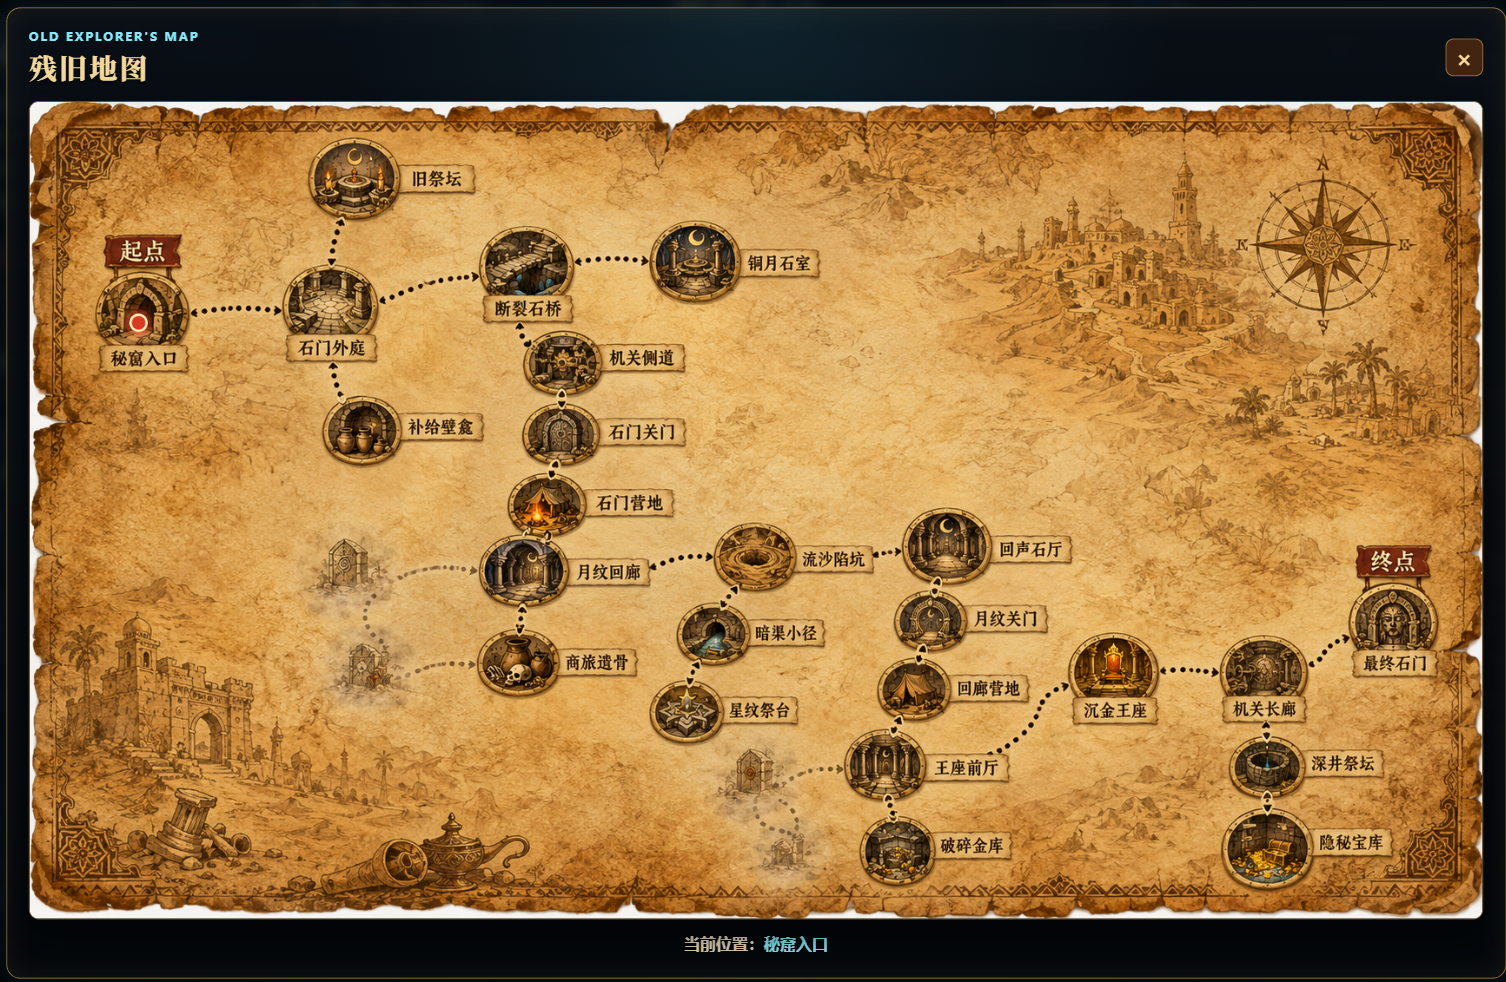 OLD EXPLORER'S MAP
残旧地图
×
旧祭坛
起点
秘窟入口
石门外庭
断裂石桥
铜月石室
机关侧道
补给壁龛
石门关门
石门营地
月纹回廊
流沙陷坑
回声石厅
终点
暗渠小径
月纹关门
商旅遗骨
最终石门
星纹祭台
回廊营地
沉金王座
机关长廊
王座前厅
深井祭坛
破碎金库
隐秘宝库
当前位置：秘窟入口